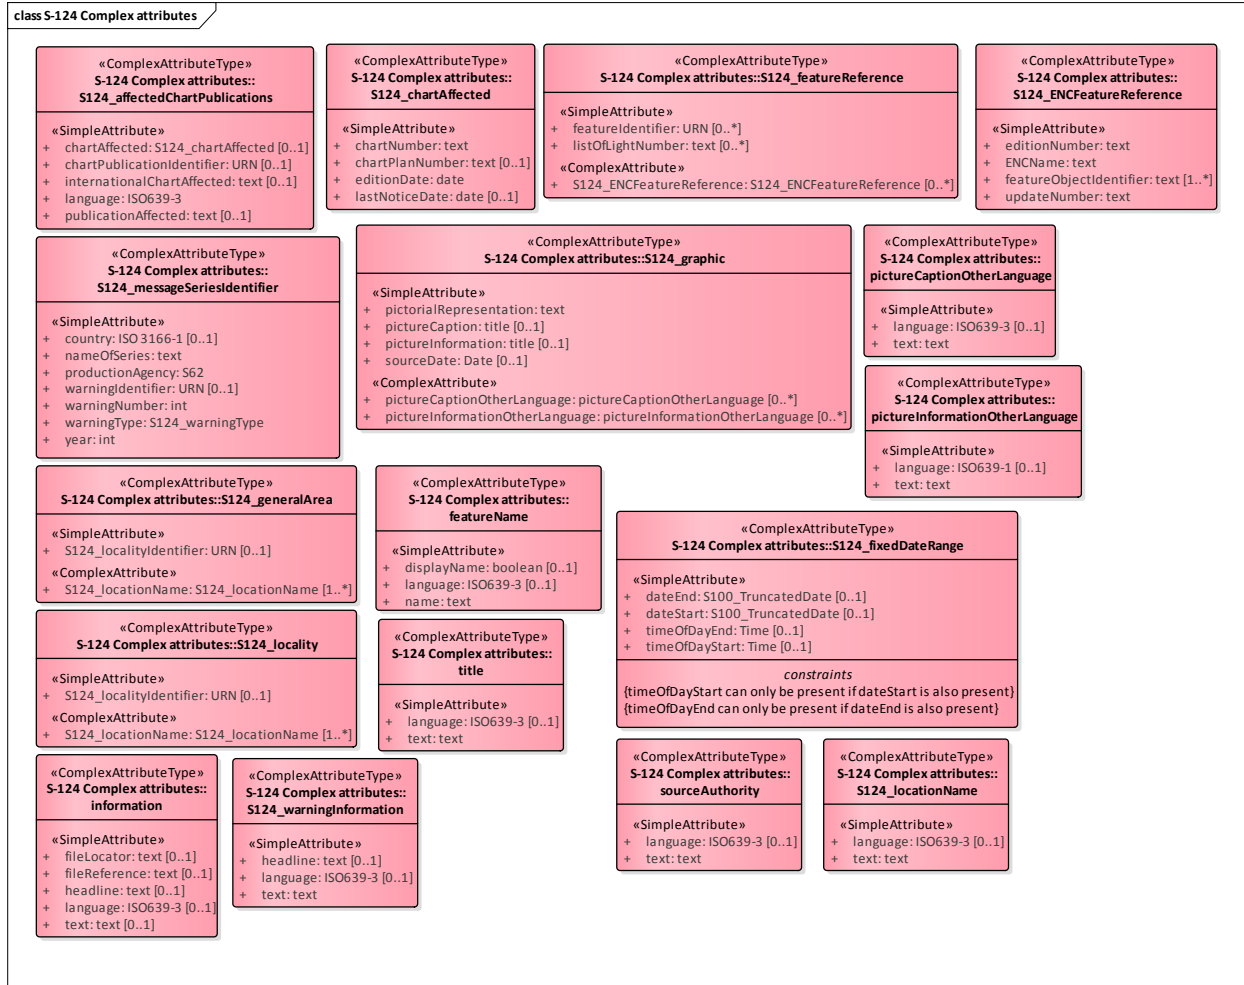 class S-124 Complex attributes
«ComplexAttributeType»
S-124 Complex attributes::
S124_affectedChartPublications
«SimpleAttribute»
+ chartAffected: S124_chartAffected [0..1]
+ chartPublicationIdentifier: URN [0..1]
+ internationalChartAffected: text [0..1]
+ language: ISO639-3
+ publicationAffected: text [0..1]
«ComplexAttributeType»
S-124 Complex attributes::
S124_chartAffected
«SimpleAttribute»
+ chartNumber: text
+ chartPlanNumber: text [0..1]
+ editionDate: date
+ lastNoticeDate: date [0..1]
«ComplexAttributeType»
S-124 Complex attributes::S124_featureReference
«SimpleAttribute»
+ featureIdentifier: URN [0..*]
+ listOfLightNumber: text [0..*]
«ComplexAttribute»
+ S124_ENCFeatureReference: S124_ENCFeatureReference [0..*]
«ComplexAttributeType»
S-124 Complex attributes::
S124_ENCFeatureReference
«SimpleAttribute»
+ editionNumber: text
+ ENCName: text
+ featureObjectIdentifier: text [1..*]
+ updateNumber: text
«ComplexAttributeType»
S-124 Complex attributes::
S124_messageSeriesIdentifier
«SimpleAttribute»
+ country: ISO 3166-1 [0..1]
+ nameOfSeries: text
+ productionAgency: S62
+ warningIdentifier: URN [0..1]
+ warningNumber: int
+ warningType: S124_warningType
+ year: int
«ComplexAttributeType»
S-124 Complex attributes::S124_graphic
«SimpleAttribute»
+ pictorialRepresentation: text
+ pictureCaption: title [0..1]
+ pictureInformation: title [0..1]
+ sourceDate: Date [0..1]
«ComplexAttribute»
+ pictureCaptionOtherLanguage: pictureCaptionOtherLanguage [0..*]
+ pictureInformationOtherLanguage: pictureInformationOtherLanguage [0..*]
«ComplexAttributeType»
S-124 Complex attributes::
pictureCaptionOtherLanguage
«SimpleAttribute»
+ language: ISO639-3 [0..1]
+ text: text
«ComplexAttributeType»
S-124 Complex attributes::
pictureInformationOtherLanguage
«SimpleAttribute»
+ language: ISO639-1 [0..1]
+ text: text
«ComplexAttributeType»
S-124 Complex attributes::S124_generalArea
«SimpleAttribute»
+ S124_localityIdentifier: URN [0..1]
«ComplexAttribute»
+ S124_locationName: S124_locationName [1..*]
«ComplexAttributeType»
S-124 Complex attributes::
featureName
«SimpleAttribute»
+ displayName: boolean [0..1]
+ language: ISO639-3 [0..1]
+ name: text
«ComplexAttributeType»
S-124 Complex attributes::S124_fixedDateRange
«SimpleAttribute»
+ dateEnd: S100_TruncatedDate [0..1]
+ dateStart: S100_TruncatedDate [0..1]
+ timeOfDayEnd: Time [0..1]
+ timeOfDayStart: Time [0..1]
constraints
{timeOfDayStart can only be present if dateStart is also present}
{timeOfDayEnd can only be present if dateEnd is also present}
«ComplexAttributeType»
S-124 Complex attributes::S124_locality
«SimpleAttribute»
+ S124_localityIdentifier: URN [0..1]
«ComplexAttribute»
+ S124_locationName: S124_locationName [1..*]
«ComplexAttributeType»
S-124 Complex attributes::
title
«SimpleAttribute»
+ language: ISO639-3 [0..1]
+ text: text
«ComplexAttributeType»
S-124 Complex attributes::
information
«SimpleAttribute»
+ fileLocator: text [0..1]
+ fileReference: text [0..1]
+ headline: text [0..1]
+ language: ISO639-3 [0..1]
+ text: text [0..1]
«ComplexAttributeType»
S-124 Complex attributes::
S124_warningInformation
«SimpleAttribute»
+ headline: text [0..1]
+ language: ISO639-3 [0..1]
+ text: text
«ComplexAttributeType»
S-124 Complex attributes::
sourceAuthority
«SimpleAttribute»
+ language: ISO639-3 [0..1]
+ text: text
«ComplexAttributeType»
S-124 Complex attributes::
S124_locationName
«SimpleAttribute»
+ language: ISO639-3 [0..1]
+ text: text